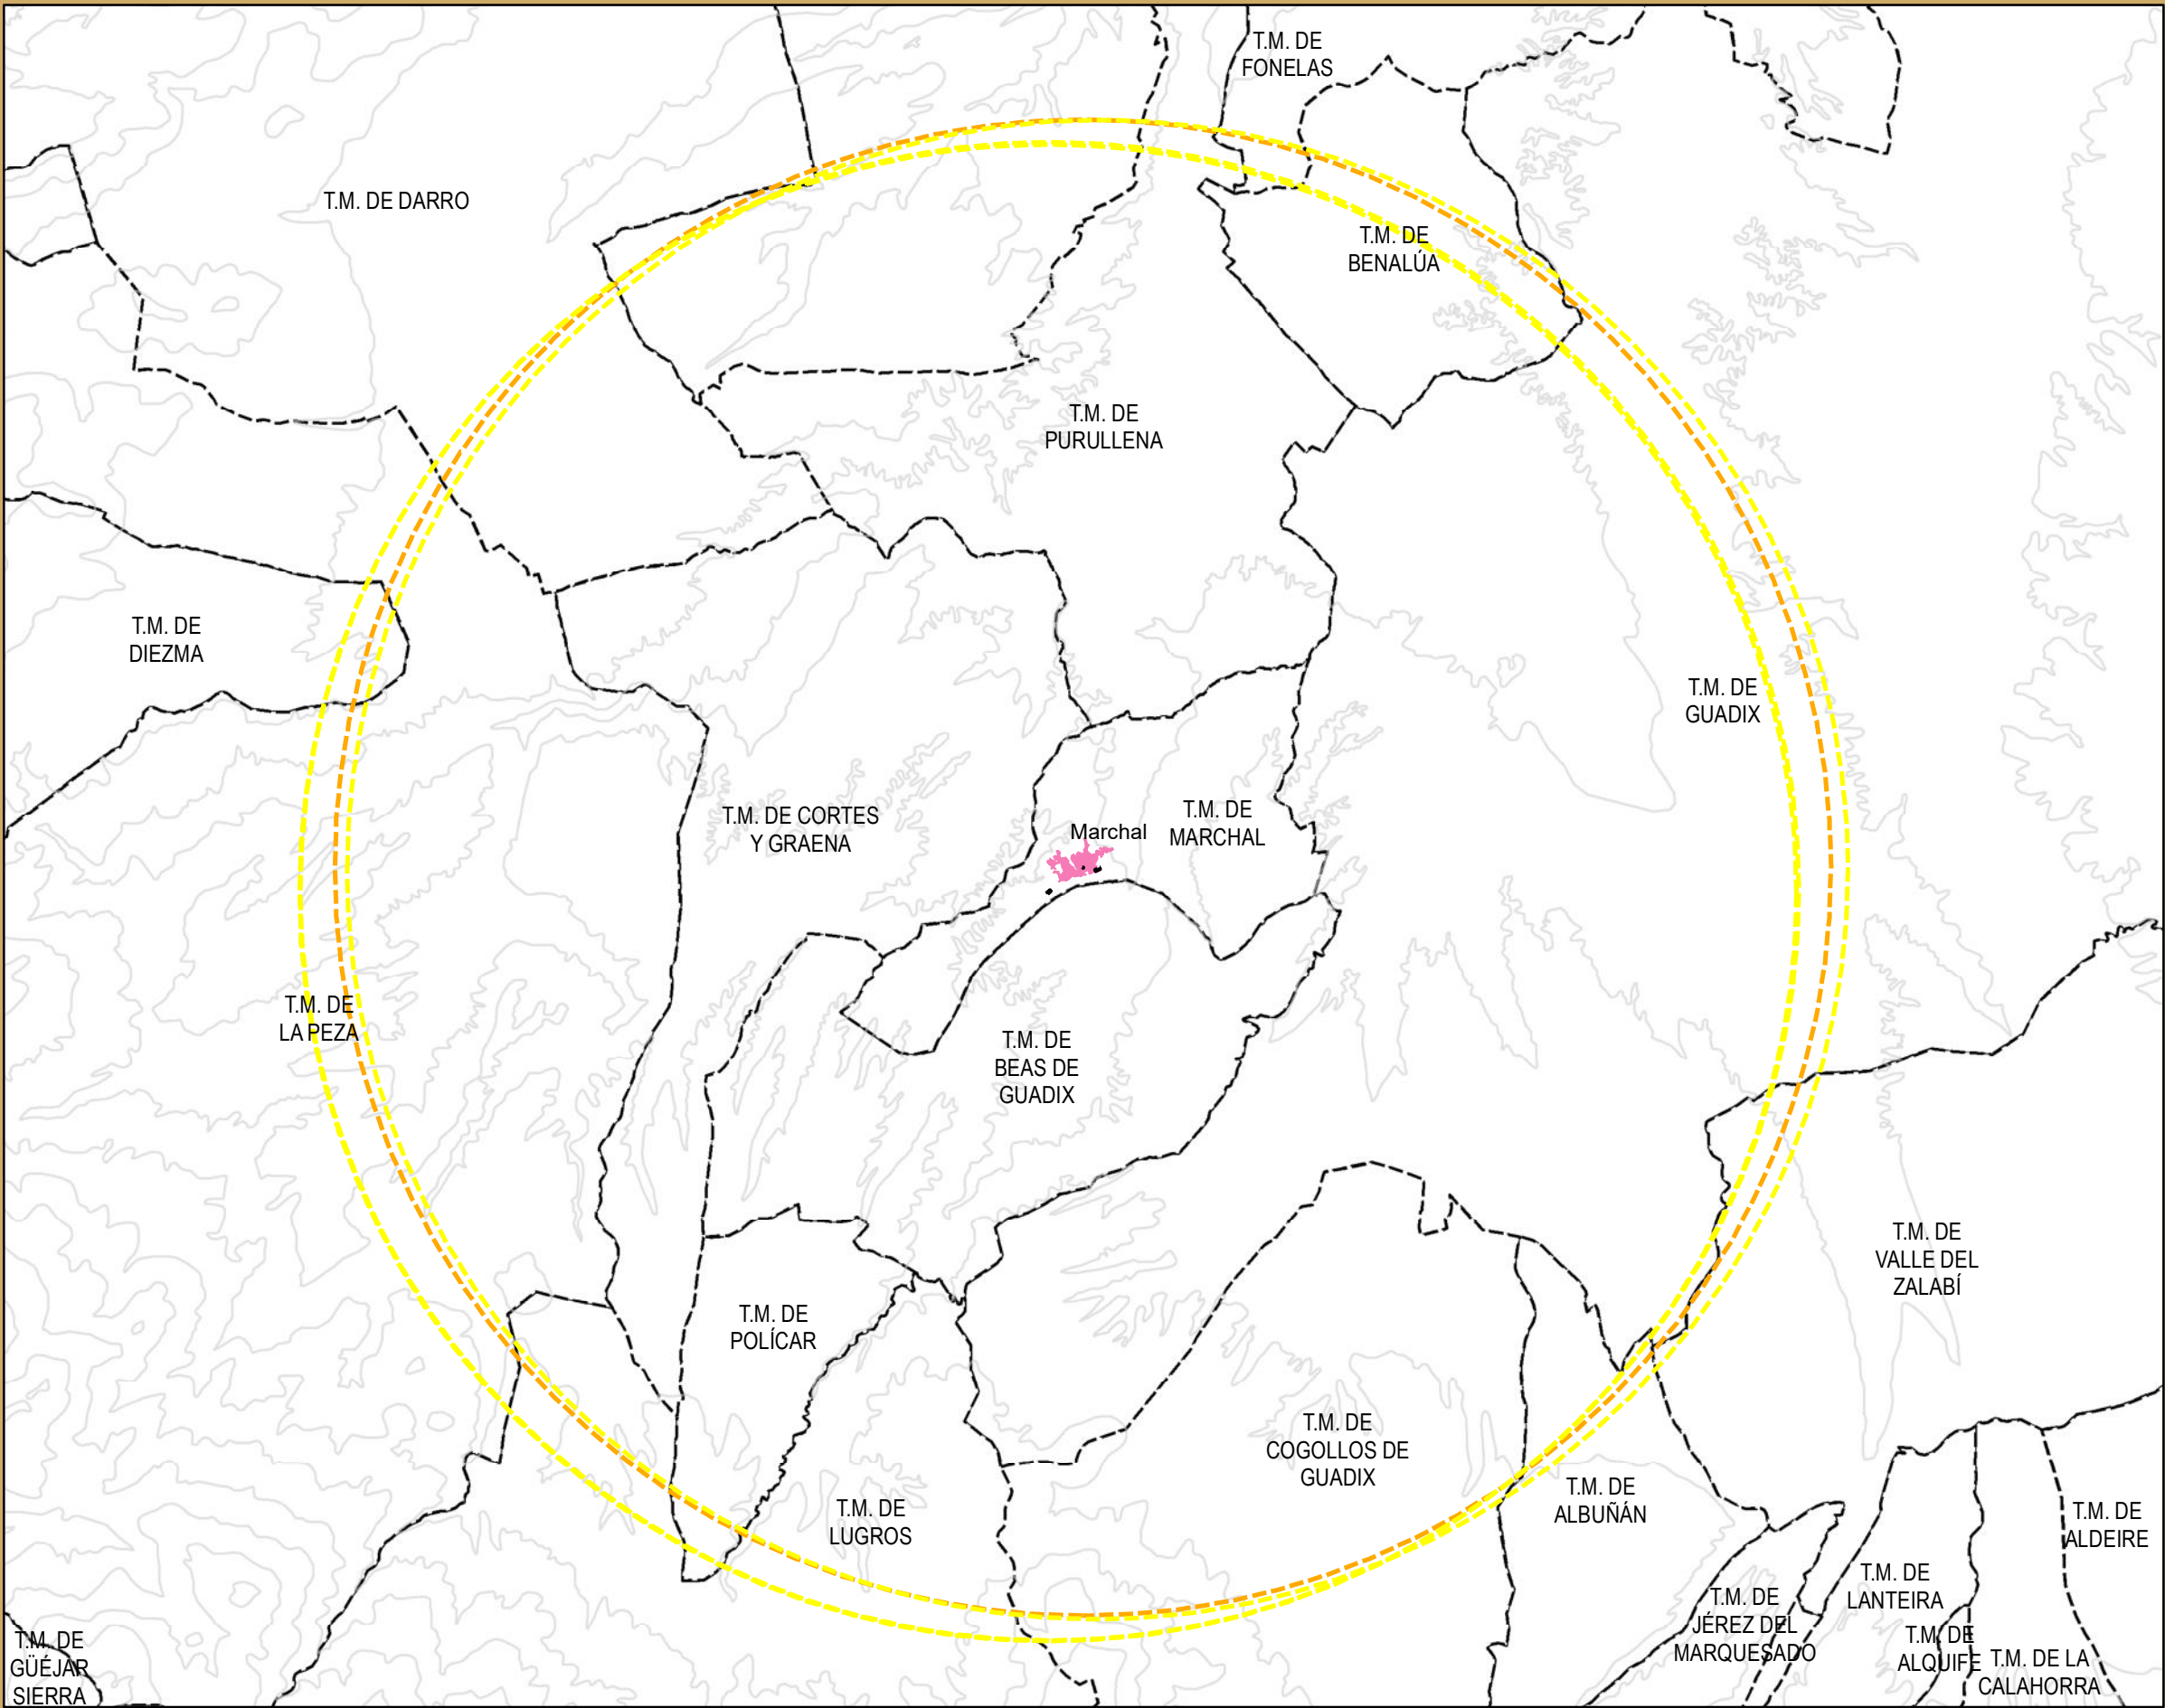 T.M. DE
FONELAS
T.M. DE DARRO
T.M. DE
BENALÚA
T.M. DE
PURULLENA
T.M. DE
DIEZMA
T.M. DE
GUADIX
T.M. DE CORTES
Y GRAENA
Marchal
T.M. DE
MARCHAL
T.M. DE
LA PEZA
T.M. DE
BEAS DE
GUADIX
T.M. DE
VALLE DEL
ZALABÍ
T.M. DE
POLÍCAR
T.M. DE
COGOLLOS DE
GUADIX
T.M. DE
ALBUÑÁN
T.M. DE
LUGROS
T.M. DE
ALDEIRE
T.M. DE
LANTEIRA
T.M. DE
JÉREZ DEL
MARQUESADO
T.M. DE
ALQUIFE
T.M. DE LA
CALAHORRA
T.M. DE
GÜÉJAR
SIERRA